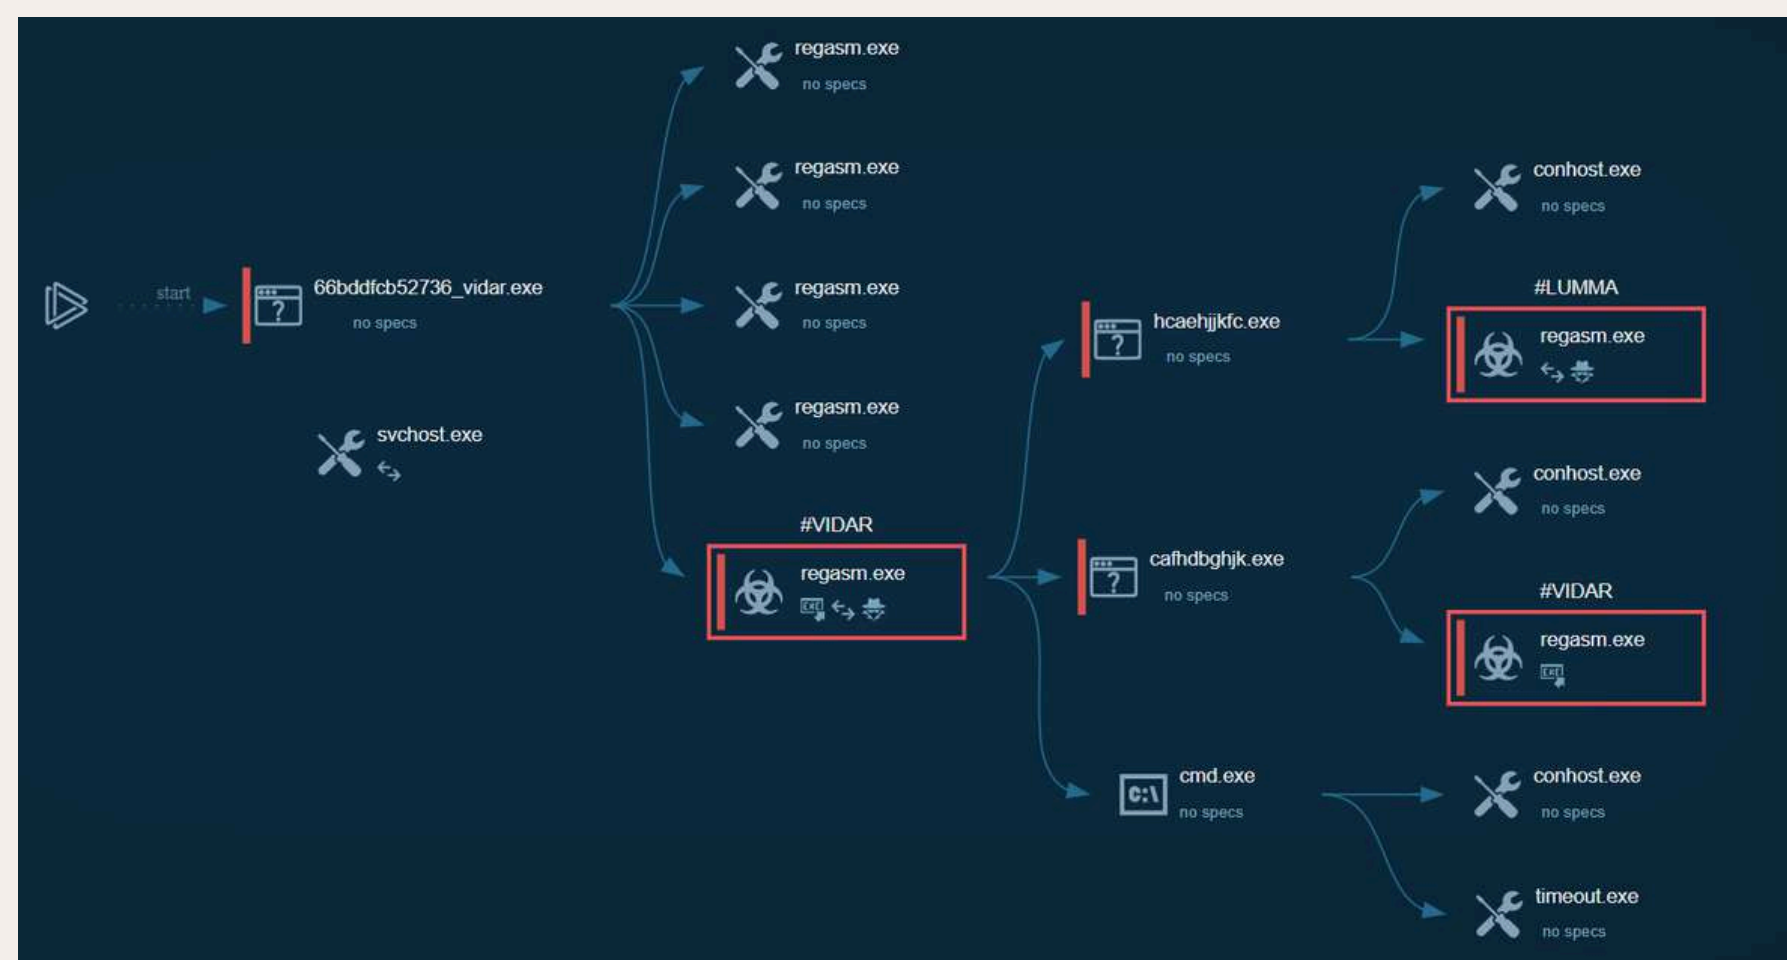 regasm.exe
no specs
regasm.exe
no specs
conhost.exe
no specs
start
66bddfcb52736_vidar.exe
no specs
regasm.exe
no specs
#LUMMA
hcaehjjkfc.exe
no specs
regasm.exe
regasm.exe
no specs
svchost.exe
conhost.exe
no specs
#VIDAR
regasm.exe
EXE
cafhdbghjk.exe
no specs
#VIDAR
regasm.exe
EXE
C:\
cmd.exe
no specs
conhost.exe
no specs
timeout.exe
no specs